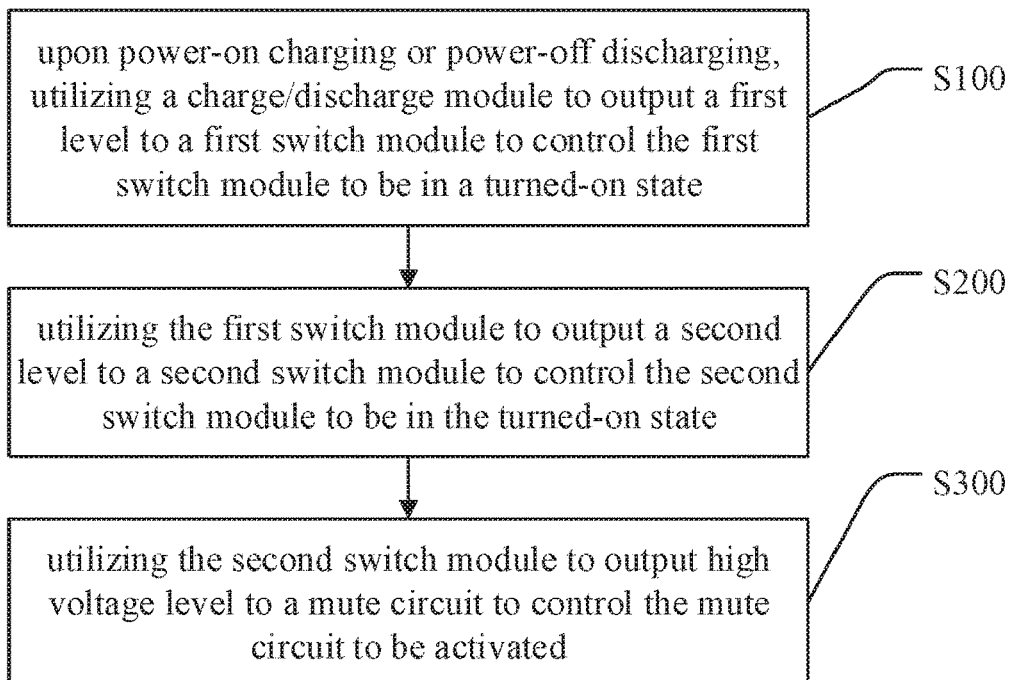 upon power-on charging or power-off discharging,
utilizing a charge/discharge module to output a first
level to a first switch module to control the first
switch module to be in a turned-on state
S100
utilizing the first switch module to output a second
level to a second switch module to control the second
switch module to be in the turned-on state
S200
utilizing the second switch module to output high
voltage level to a mute circuit to control the mute
circuit to be activated
S300